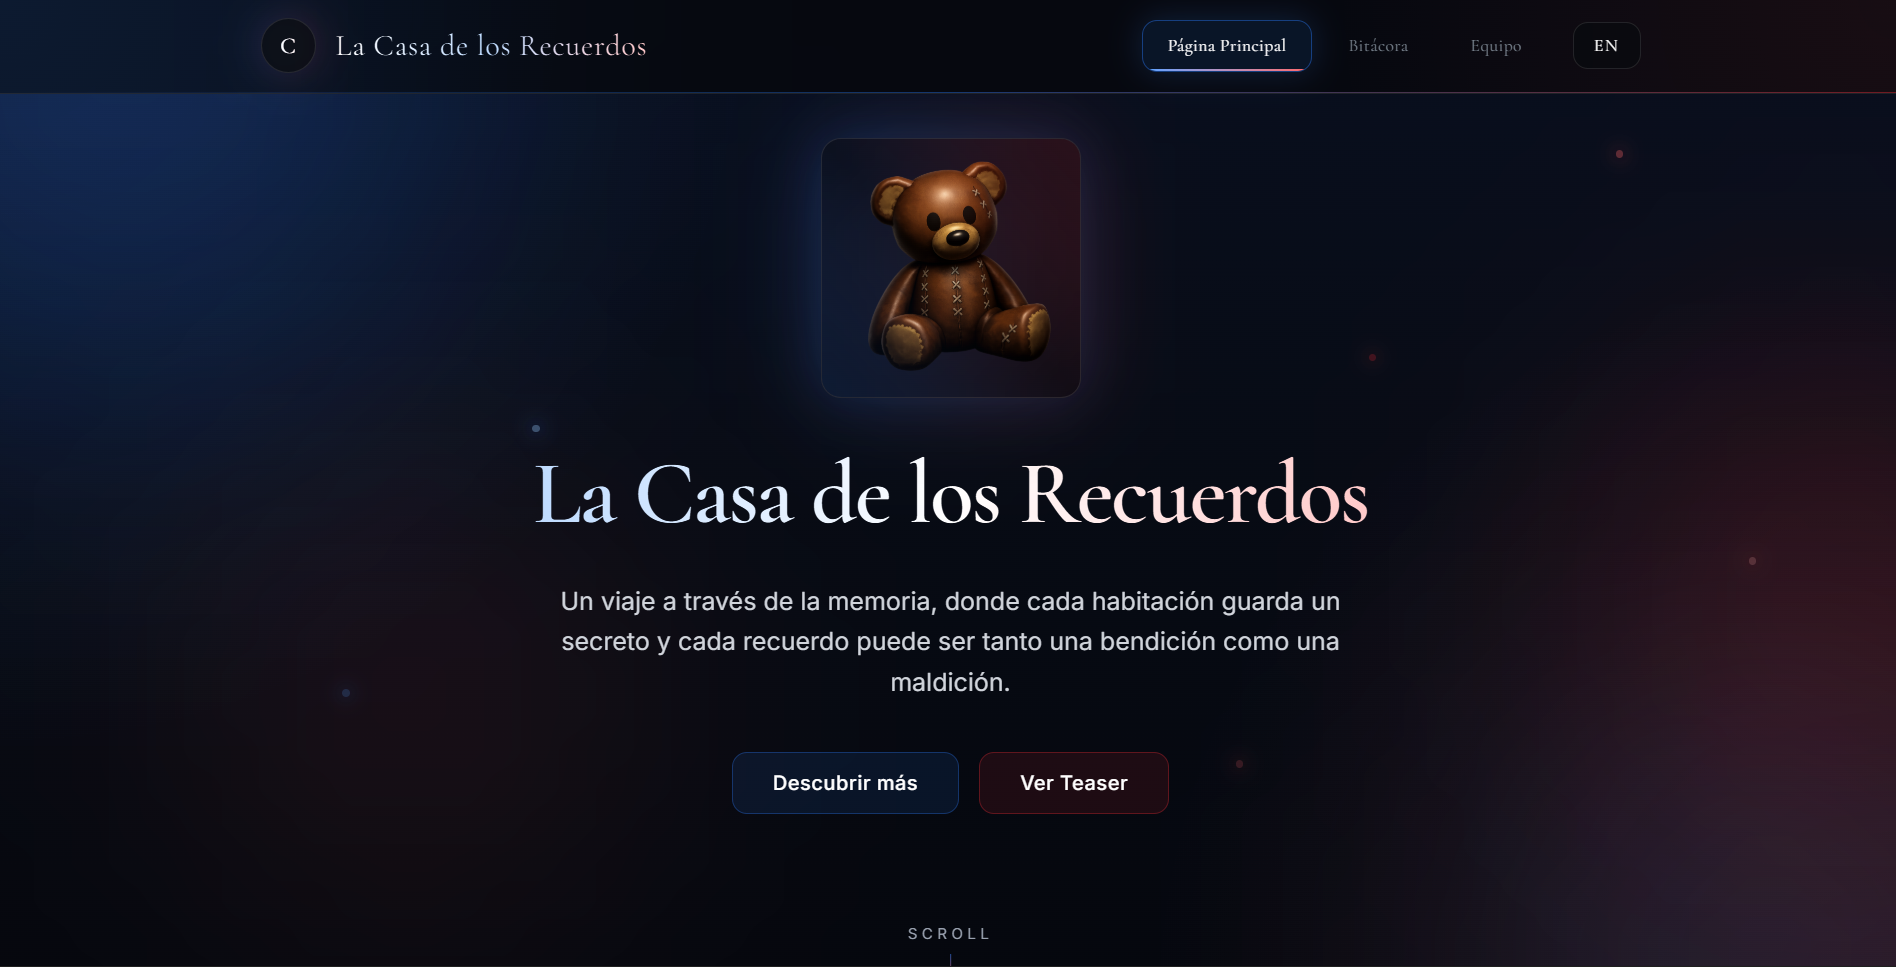 C
La Casa de los Recuerdos
Página Principal
Bitácora
Equipo
EN
La Casa de los Recuerdos
Un viaje a través de la memoria, donde cada habitación guarda un
secreto y cada recuerdo puede ser tanto una bendición como una
maldición.
Descubrir más
Ver Teaser
SCROLL